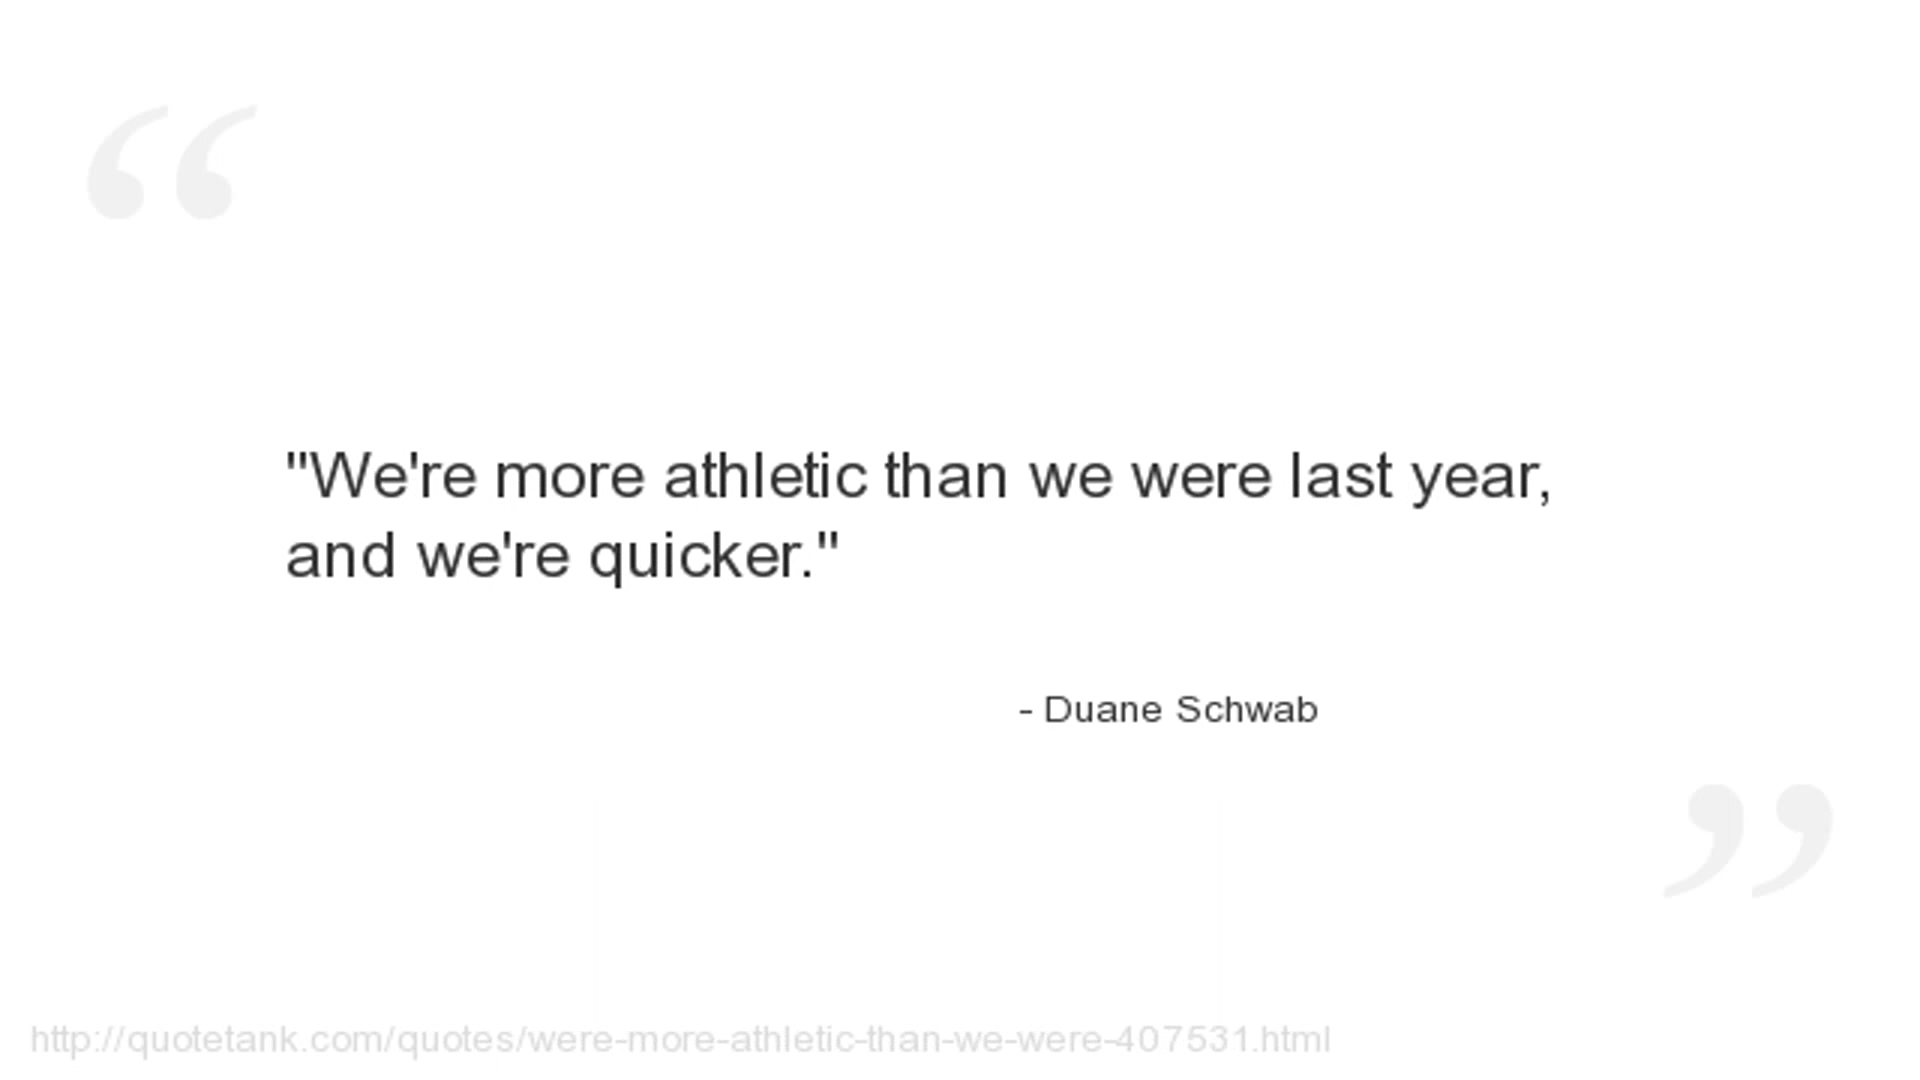 "We're more athletic than we were last year,
and we're quicker."
- Duane Schwab
http://quotetank.com/quotes/were-more-athletic-than-we-were-407531.html